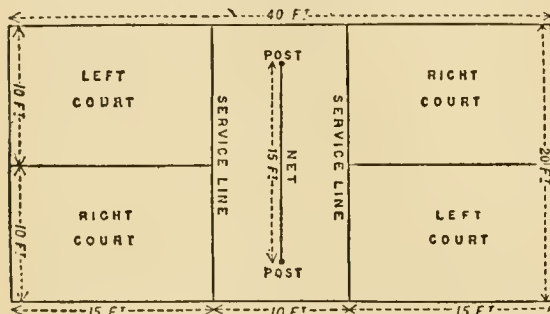 40 FT.
LEFT
COURT
10 FT.
POST
RIGHT
COURT
SERVICE LINE
15 FT.
NET
SERVICE LINE
20 FT
RIGHT
COURT
10 FT.
LEFT
COURT
POST
15 FT
10 FT
15 FT